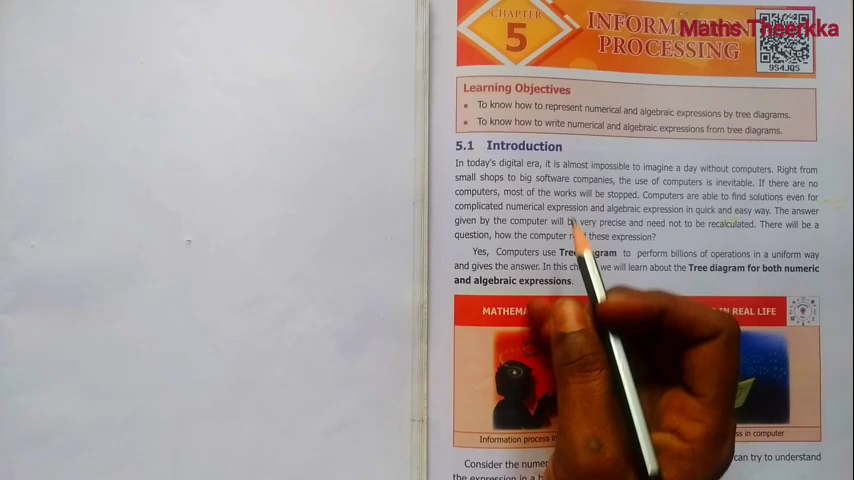 CHAPTER
5
INFORM
PROCESSING
Maths Theerkka
9S4JQ5
Learning Objectives
• To know how to represent numerical and algebraic expressions by tree diagrams.
• To know how to write numerical and algebraic expressions from tree diagrams.
5.1 Introduction
In today's digital era, it is almost impossible to imagine a day without computers. Right from
small shops to big software companies, the use of computers is inevitable. If there are no
computers, most of the works will be stopped. Computers are able to find solutions even for
complicated numerical expression and algebraic expression in quick and easy way. The answer
given by the computer will b very precise and need not to be recalculated. There will be a
question, how the computer r d these expression?
Yes, Computers use Tree gram to perform billions of operations in a uniform way
and gives the answer. In this ch we will learn about the Tree diagram for both numeric
and algebraic expressions.
MATHEMA IN REAL LIFE
Information process in ss in computer
Consider the numer can try to understand
the expression in a